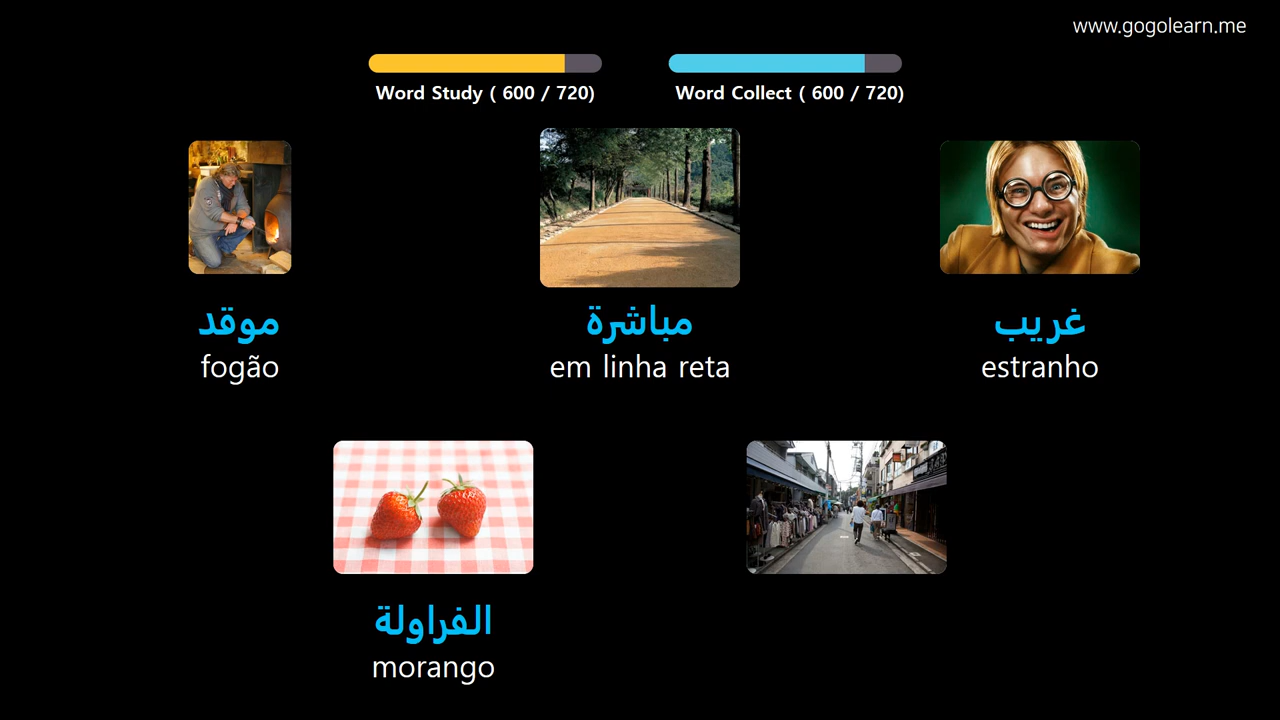 www.gogolearn.me
Word Study ( 600 / 720)
Word Collect ( 600 / 720)
موقد
fogão
مباشرة
em linha reta
غريب
estranho
الفراولة
morango